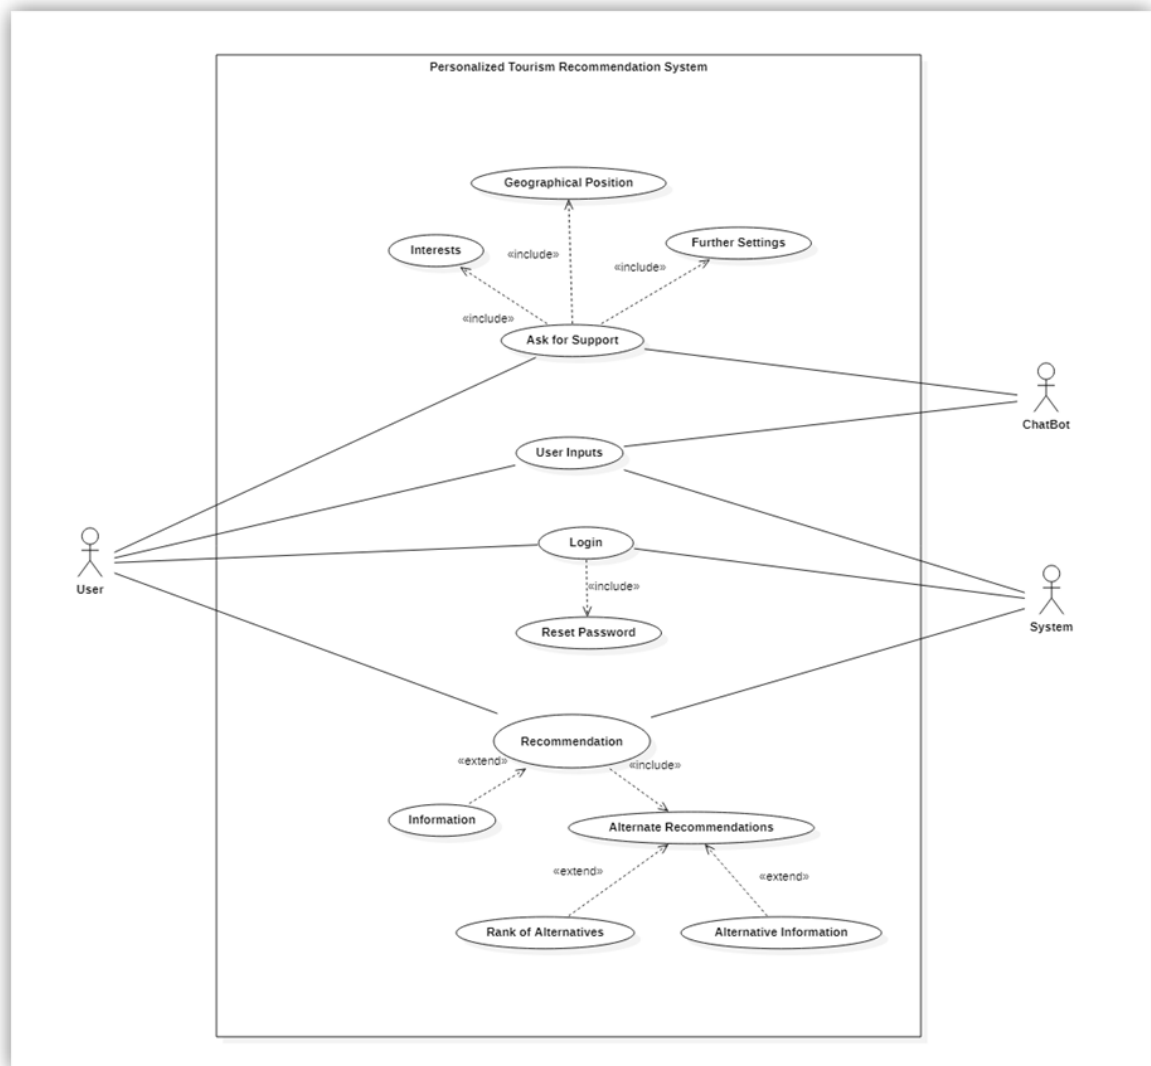 Personalized Tourism Recommendation System
Geographical Position
Interests
Further Settings
«include»
«include»
«include»
Ask for Support
ChatBot
User Inputs
Login
User
«include»
System
Reset Password
Recommendation
«extend»
«include»
Information
Alternate Recommendations
«extend»
«extend»
Rank of Alternatives
Alternative Information